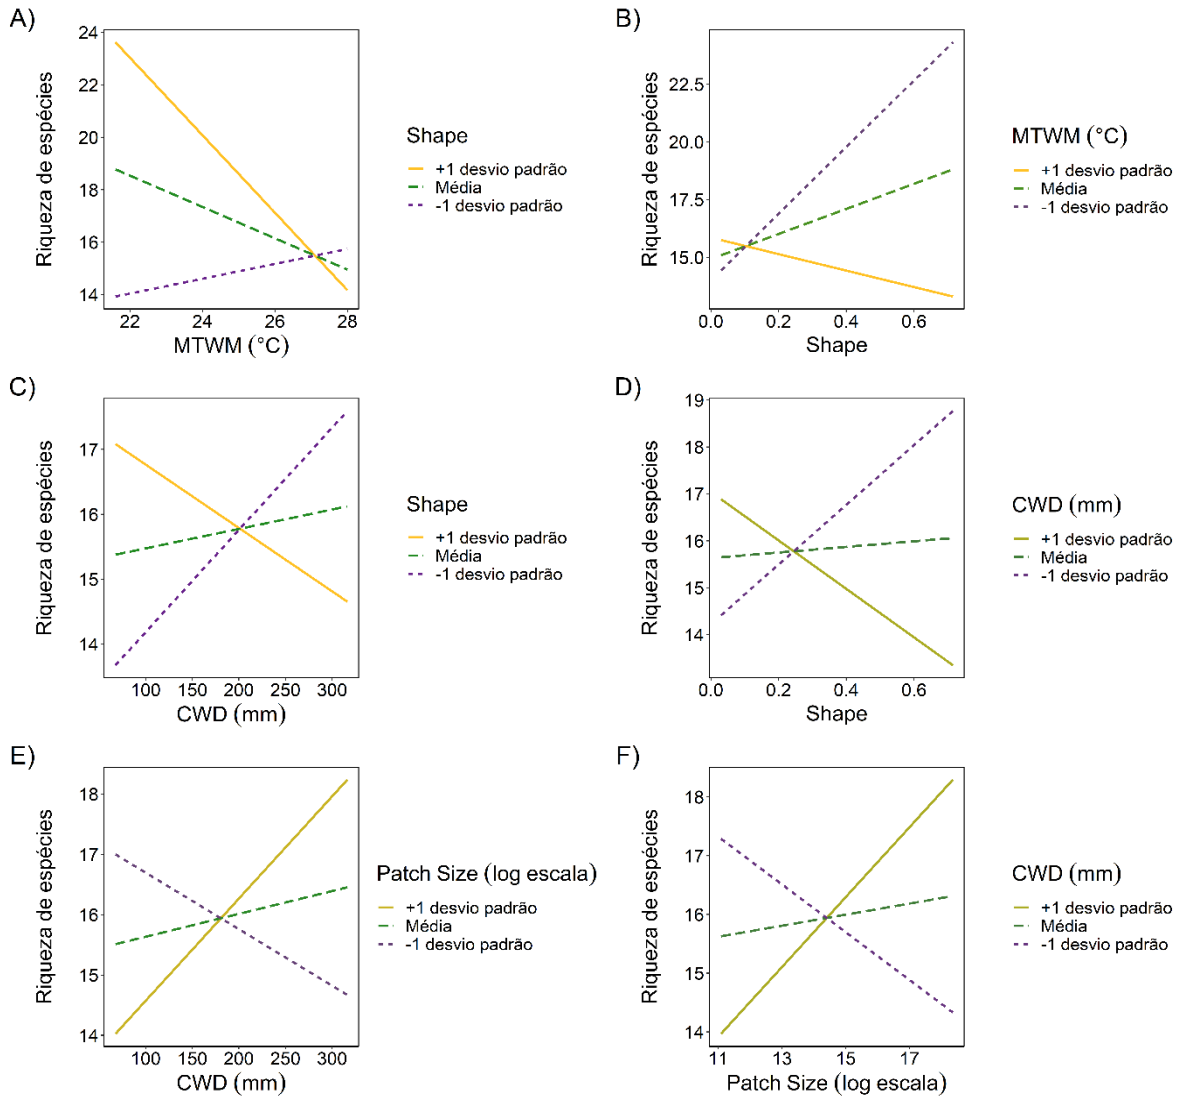 A)
24
22
20
18
16
14
Riqueza de espécies
22
24
26
28
MTWM (°C)
Shape
+1 desvio padrão
Média
-1 desvio padrão
B)
22.5
20.0
17.5
15.0
Riqueza de espécies
0.0
0.2
0.4
0.6
Shape
MTWM (°C)
+1 desvio padrão
Média
-1 desvio padrão
C)
17
16
15
14
Riqueza de espécies
100
150
200
250
300
CWD (mm)
Shape
+1 desvio padrão
Média
-1 desvio padrão
D)
19
18
17
16
15
14
Riqueza de espécies
0.0
0.2
0.4
0.6
Shape
CWD (mm)
+1 desvio padrão
Média
-1 desvio padrão
E)
18
17
16
15
14
Riqueza de espécies
100
150
200
250
300
CWD (mm)
Patch Size (log escala)
+1 desvio padrão
Média
-1 desvio padrão
F)
18
17
16
15
14
Riqueza de espécies
11
13
15
17
Patch Size (log escala)
CWD (mm)
+1 desvio padrão
Média
-1 desvio padrão